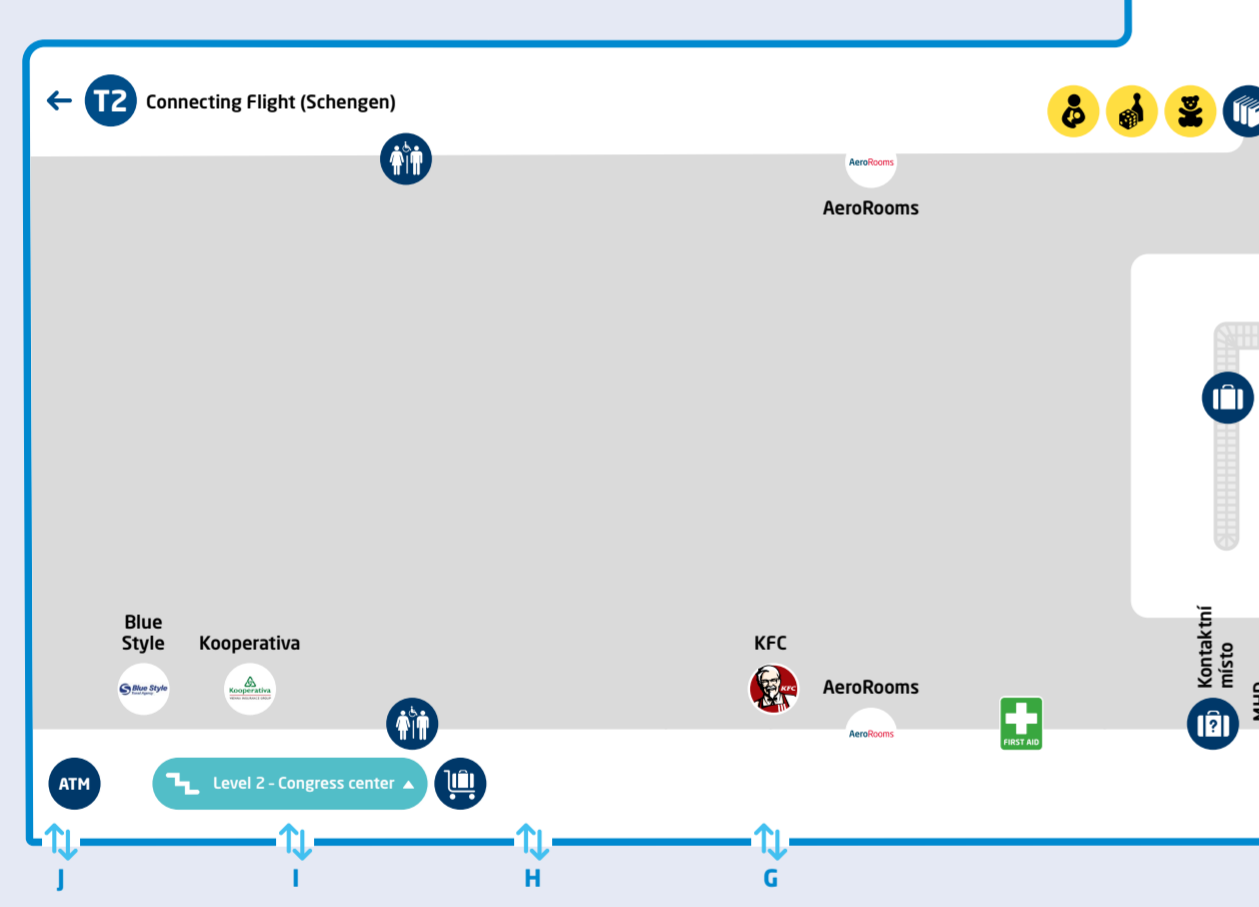 T2 Connecting Flight (Schengen)
AeroRooms
AeroRooms
Blue
Style
Kooperativa
KFC
Blue Style
Kooperativa
KFC
AeroRooms
AeroRooms
FIRST AID
Kontaktní
místo
?
ATM
Level 2 - Congress center
J
I
H
G